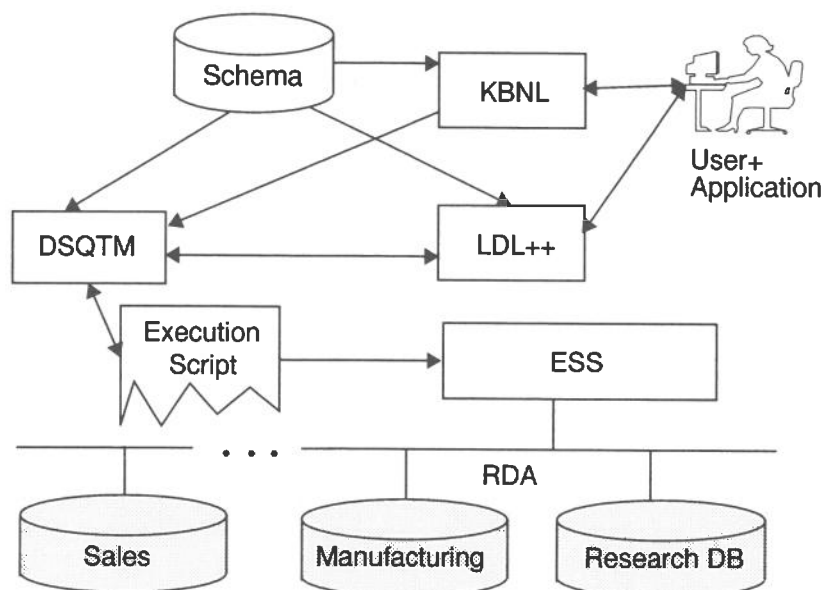 Schema
KBNL
User+
Application
DSQTM
LDL++
Execution
Script
ESS
RDA
Sales
Manufacturing
Research DB